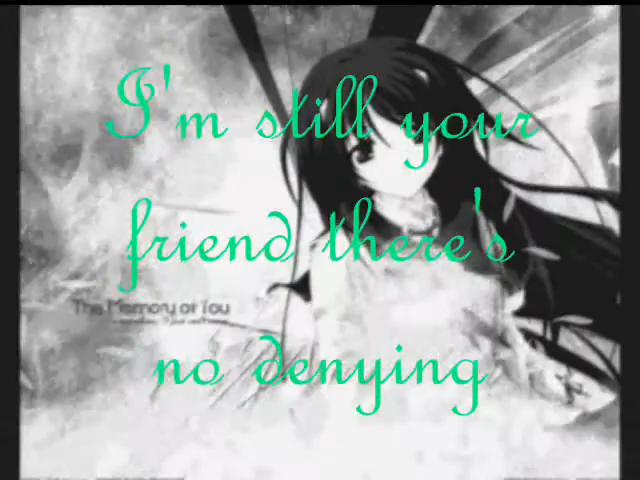 I'm still your
friend there's
no denying
The Memory of You